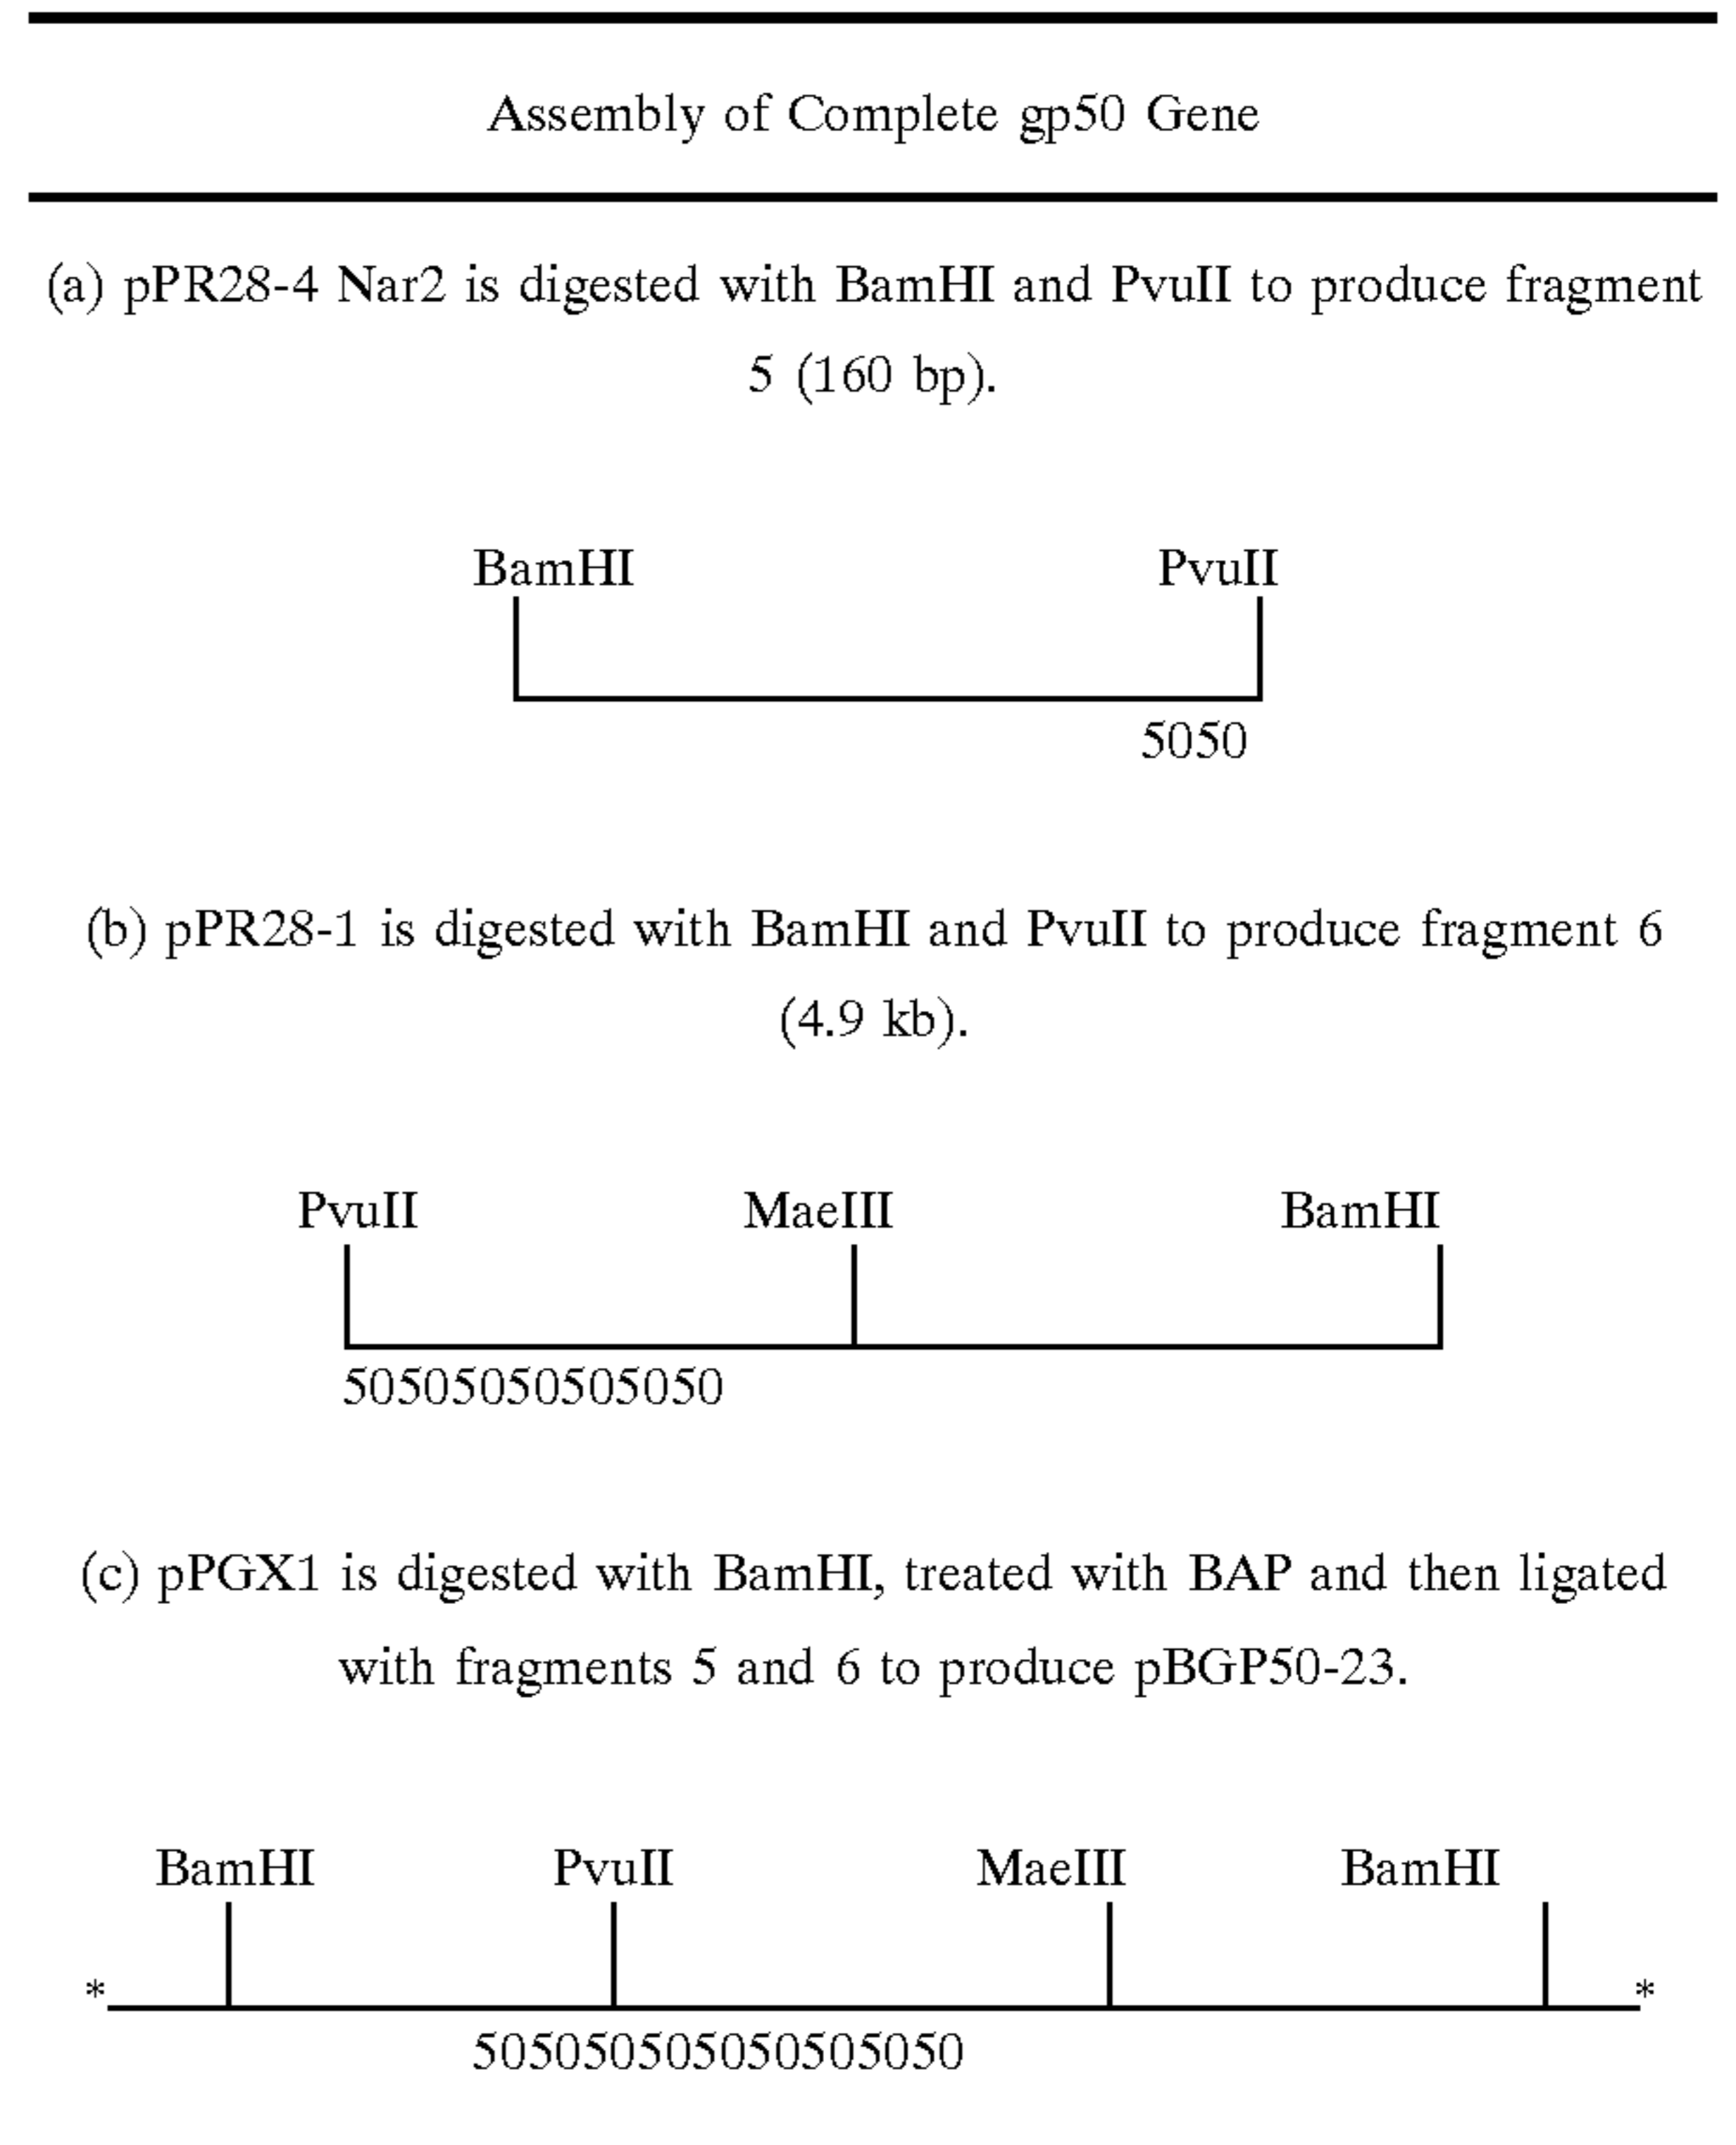 Assembly of Complete gp50 Gene
(a) pPR28-4 Nar2 is digested with BamHI and PvuII to produce fragment
5 (160 bp).
BamHI PvuII
5050
(b) pPR28-1 is digested with BamHI and PvuII to produce fragment 6
(4.9 kb).
PvuII MaeIII BamHI
50505050505050
(c) pPGX1 is digested with BamHI, treated with BAP and then ligated
with fragments 5 and 6 to produce pBGP50-23.
BamHI PvuII MaeIII BamHI
* *
505050505050505050